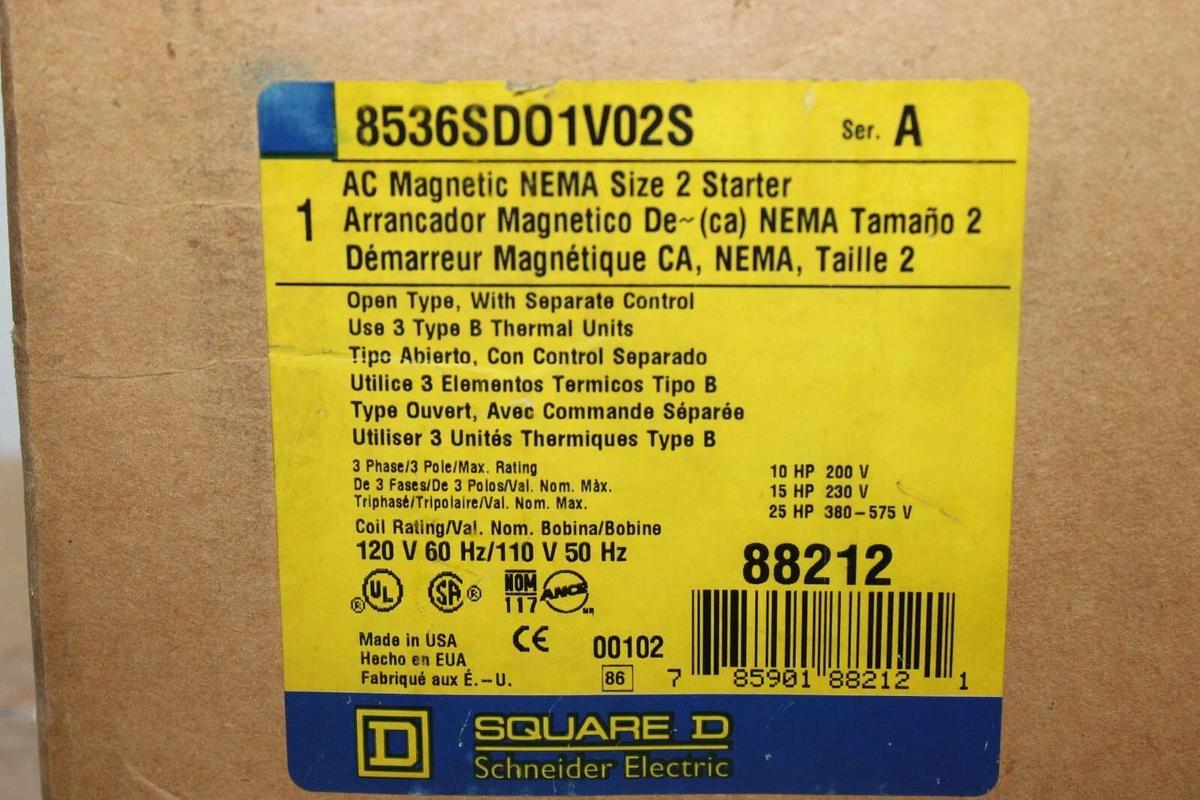 8536SDO1V02S Ser. A
1
AC Magnetic NEMA Size 2 Starter
Arrancador Magnetico De~(ca) NEMA Tamaño 2
Démarreur Magnétique CA, NEMA, Taille 2
Open Type, With Separate Control
Use 3 Type B Thermal Units
Tipo Abierto, Con Control Separado
Utilice 3 Elementos Termicos Tipo B
Type Ouvert, Avec Commande Séparée
Utiliser 3 Unités Thermiques Type B
3 Phase/3 Pole/Max. Rating 10 HP 200 V
De 3 Fases/De 3 Polos/Val. Nom. Màx. 15 HP 230 V
Triphasé/Tripolaire/Val. Nom. Max. 25 HP 380-575 V
Coil Rating/Val. Nom. Bobina/Bobine
120 V 60 Hz/110 V 50 Hz
88212
UL ® SA ® NOM 117 ANCE MR
Made in USA CE 00102
Hecho en EUA
Fabriqué aux É.-U. 86
7 85901 88212 1
D SQUARE D
Schneider Electric